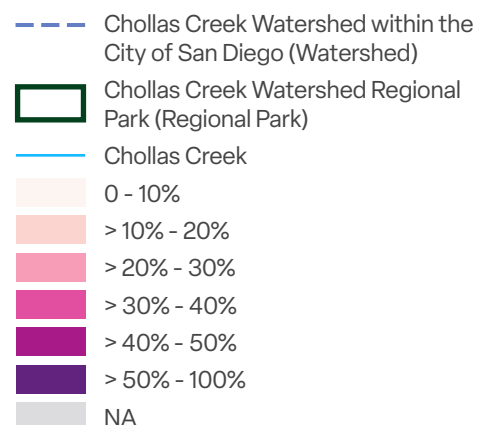 Chollas Creek Watershed within the
City of San Diego (Watershed)
Chollas Creek Watershed Regional
Park (Regional Park)
Chollas Creek
0 - 10%
> 10% - 20%
> 20% - 30%
> 30% - 40%
> 40% - 50%
> 50% - 100%
NA